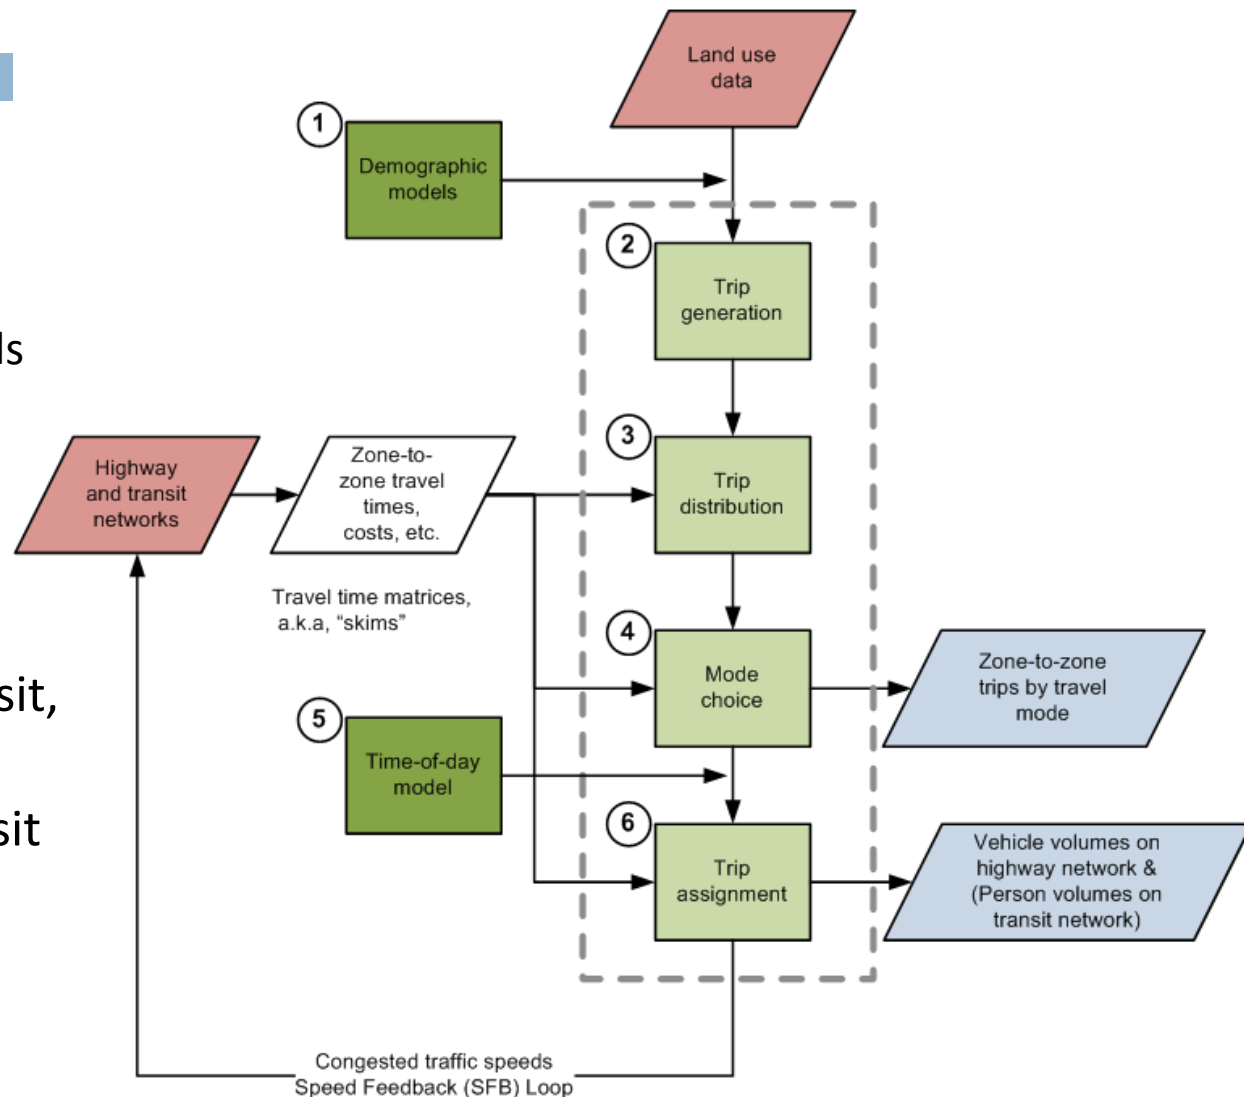 Land use
data
1
Demographic
models
2
Trip
generation
ls
3
Highway
and transit
networks
Zone-to-
zone travel
times,
costs, etc.
Trip
distribution
Travel time matrices,
a.k.a, “skims”
4
Mode
choice
Zone-to-zone
trips by travel
mode
sit,
5
Time-of-day
model
sit
6
Trip
assignment
Vehicle volumes on
highway network &
(Person volumes on
transit network)
Congested traffic speeds
Speed Feedback (SFB) Loop